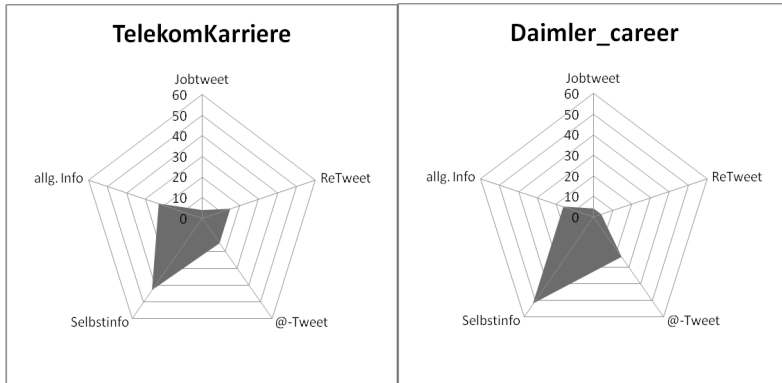 TelekomKarriere
Jobtweet
60
50
40
30
20
10
0
ReTweet
@-Tweet
Selbstinfo
allg. Info
Daimler_career
Jobtweet
60
50
40
30
20
10
0
ReTweet
@-Tweet
Selbstinfo
allg. Info